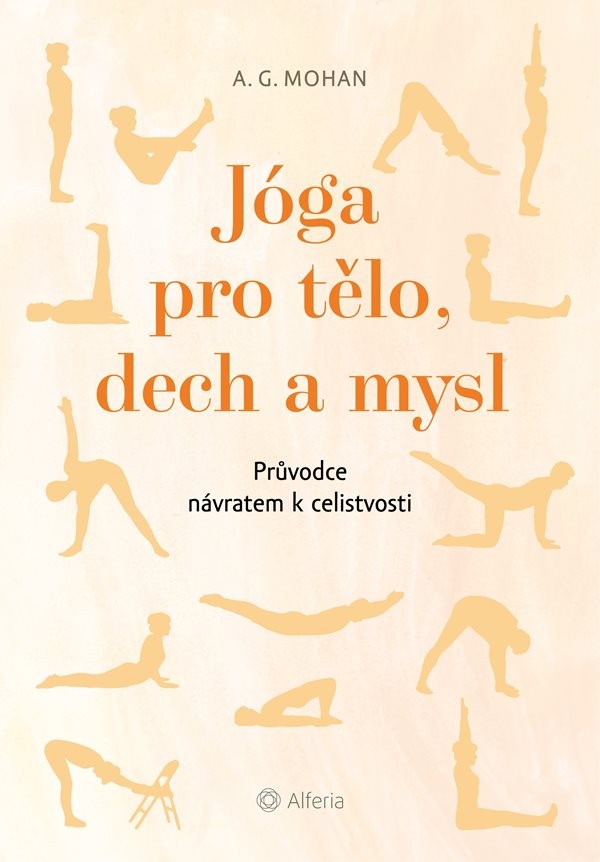 A. G. MOHAN
Jóga
pro tělo,
dech a mysl
Průvodce
návratem k celistvosti
Alferia